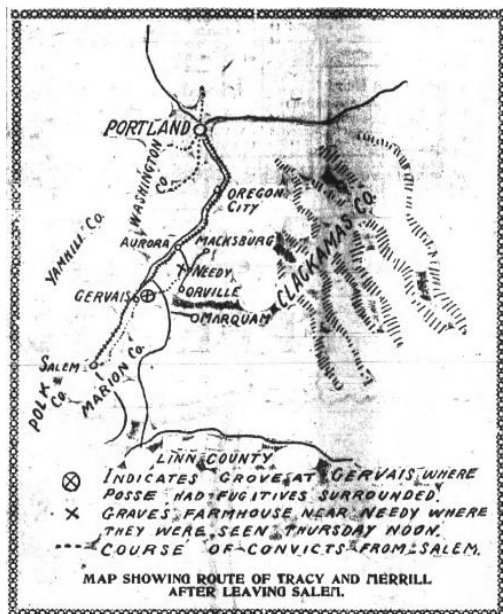 PORTLAND
WASHINGTON
CO.
OREGON
CITY
CLACKAMAS CO.
YAMHILL CO.
AURORA
MACKSBURG
NEEDY
GERVAIS
ORVILLE
MARQUAM
SALEM
MARION CO.
POLK
CO.
LINN COUNTY
INDICATES GROVE AT GERVAIS WHERE
POSSE HAD FUGITIVES SURROUNDED.
GRAVES FARMHOUSE NEAR NEEDY WHERE
THEY WERE SEEN THURSDAY NOON.
COURSE OF CONVICTS FROM SALEM.
MAP SHOWING ROUTE OF TRACY AND MERRILL
AFTER LEAVING SALEM.